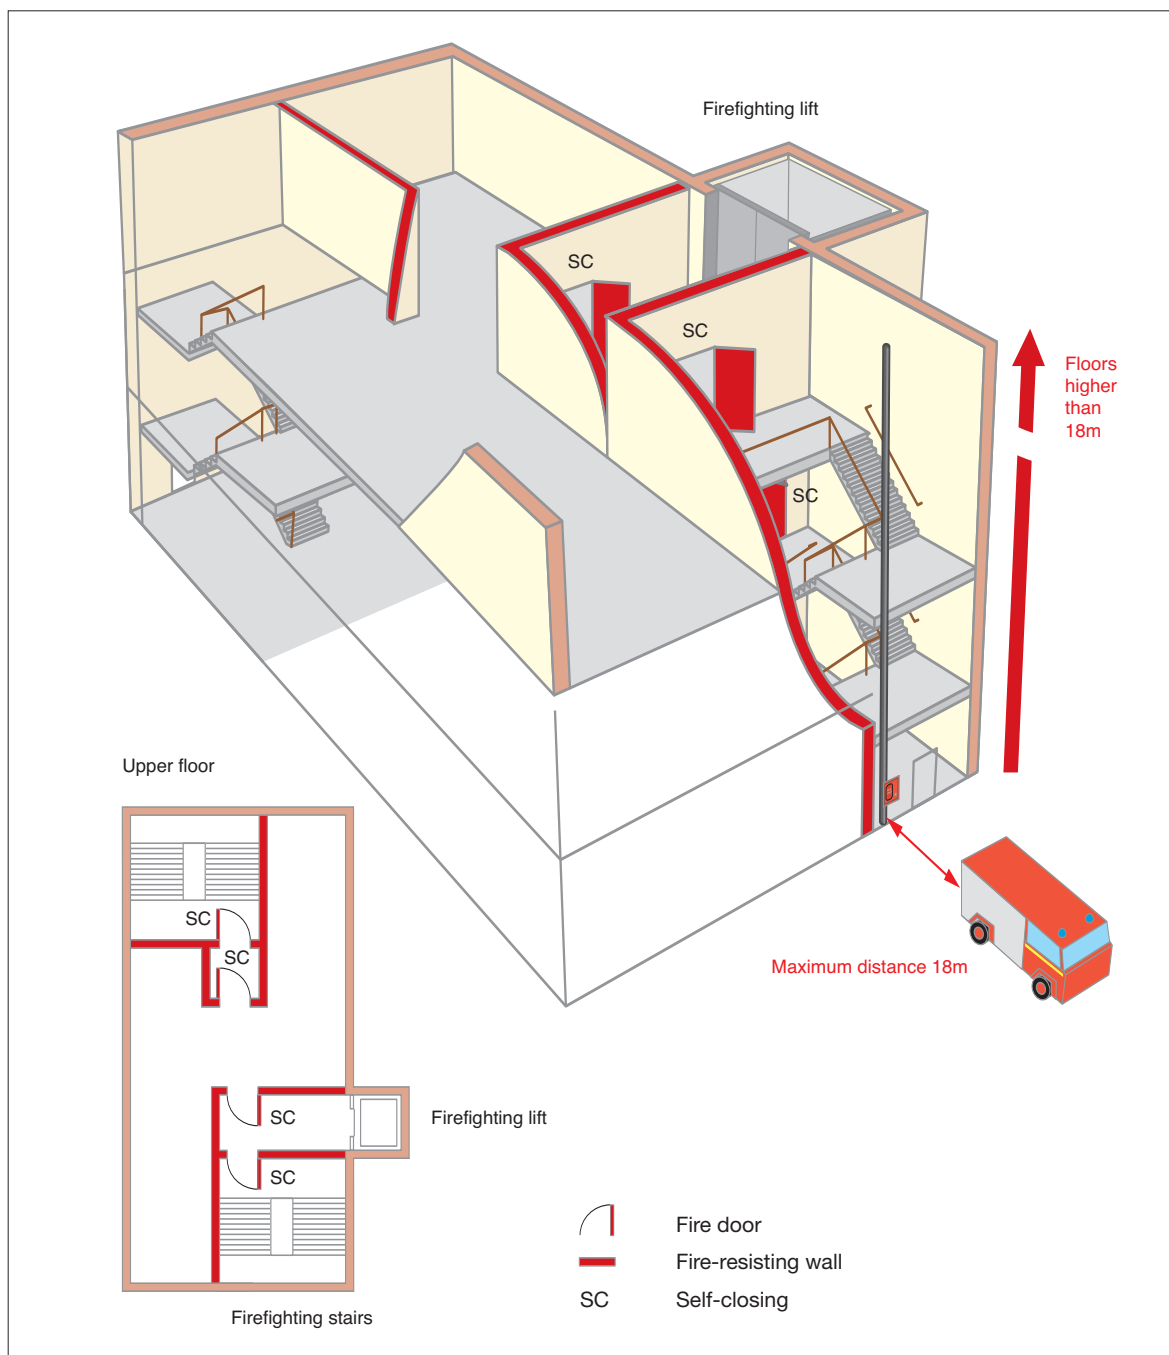 Firefighting lift
SC
SC
Floors
higher
than
18m
SC
Upper floor
SC
SC
Maximum distance 18m
SC
Firefighting lift
SC
Fire door
Fire-resisting wall
SC Self-closing
Firefighting stairs